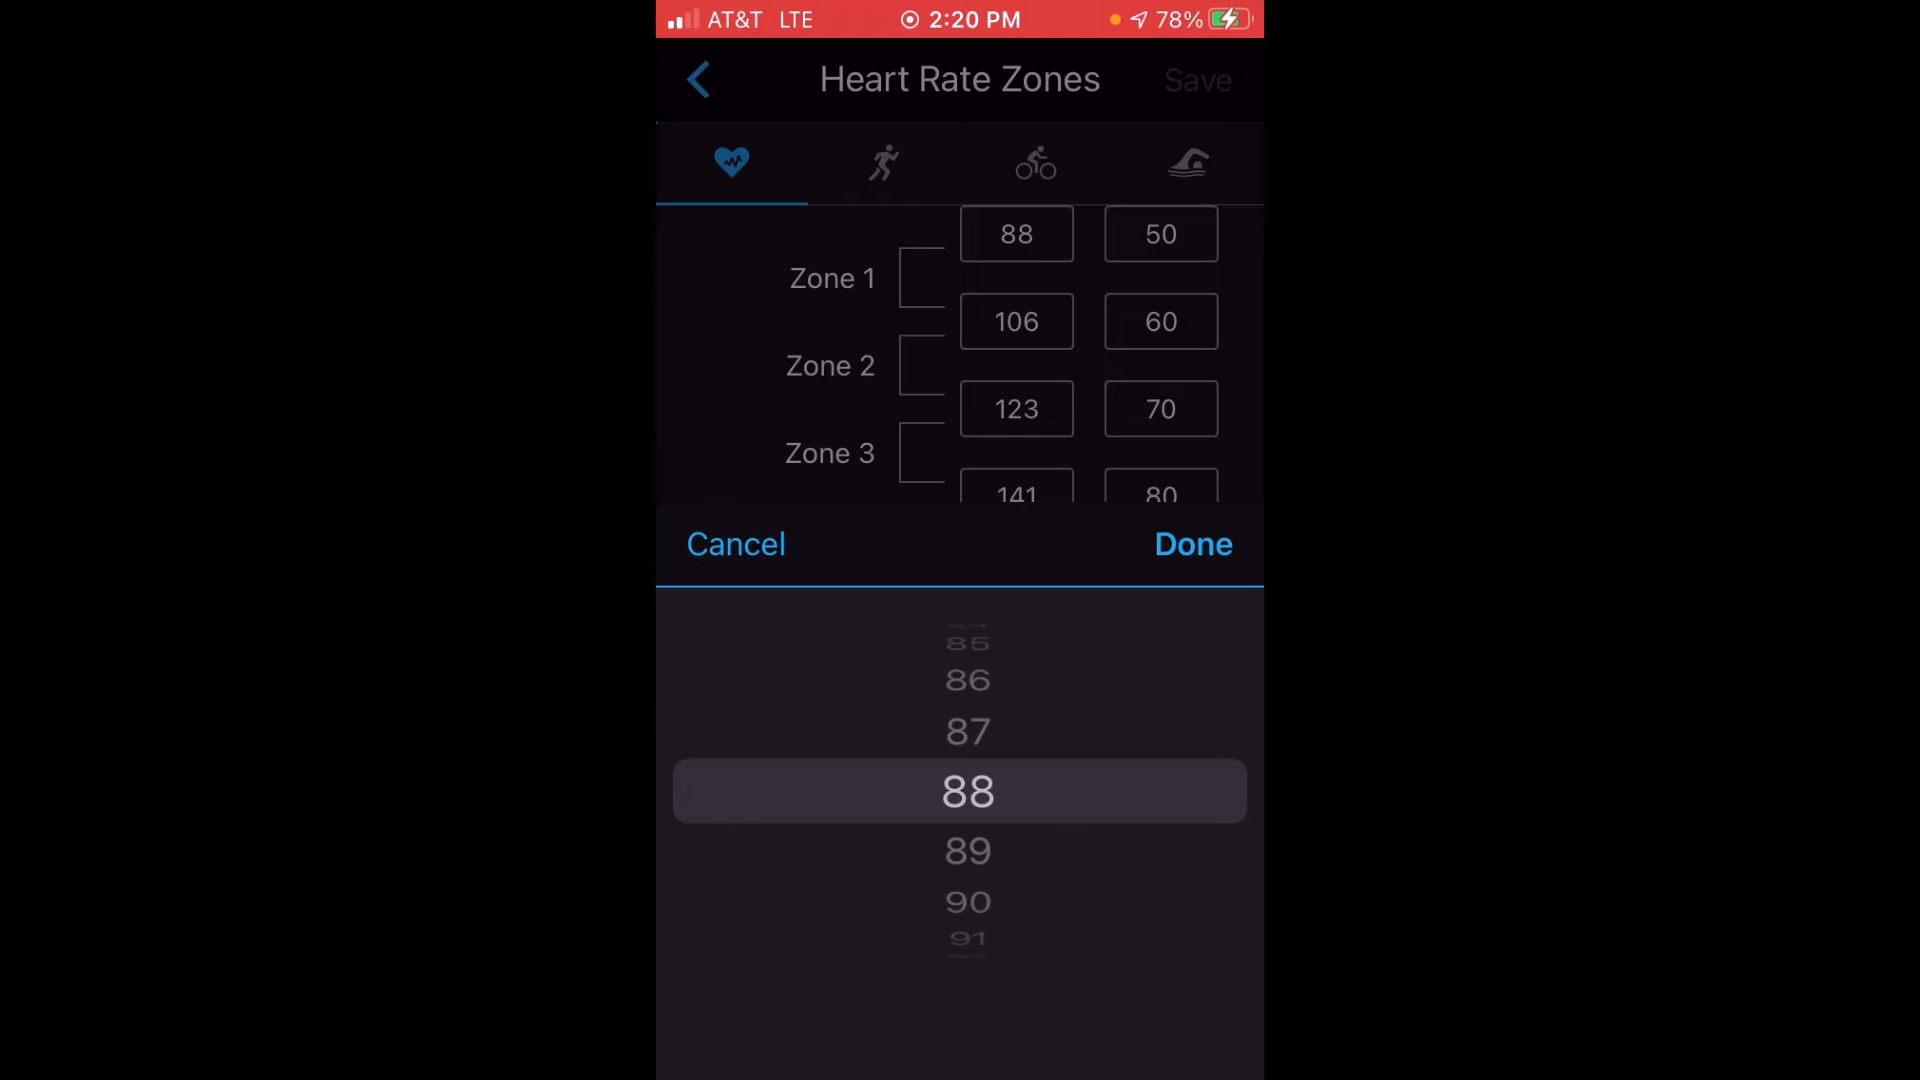 AT&T LTE 2:20 PM 78%
Heart Rate Zones Save
88 50
Zone 1
106 60
Zone 2
123 70
Zone 3
141 80
Cancel Done
85
86
87
88
89
90
91